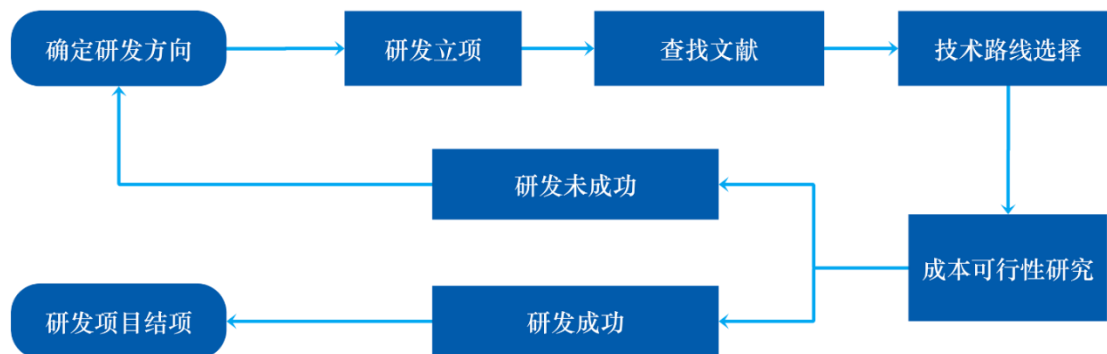 确定研发方向
研发立项
查找文献
技术路线选择
研发未成功
成本可行性研究
研发项目结项
研发成功